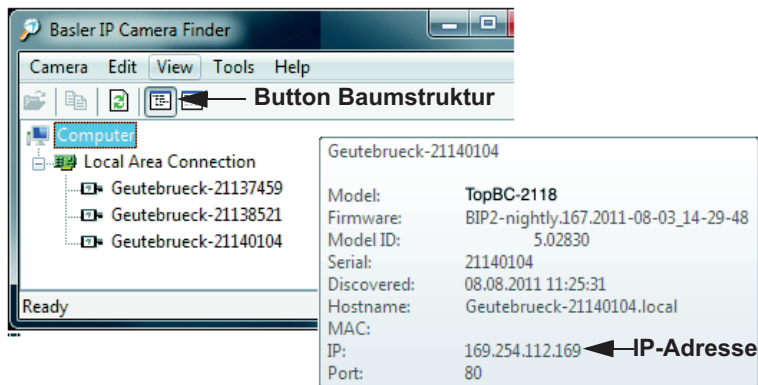 Basler IP Camera Finder
Camera Edit View Tools Help
Button Baumstruktur
Computer
Local Area Connection
Geutebrueck-21137459
Geutebrueck-21138521
Geutebrueck-21140104
Ready
Geutebrueck-21140104
Model: TopBC-2118
Firmware: BIP2-nightly.167.2011-08-03_14-29-48
Model ID: 5.02830
Serial: 21140104
Discovered: 08.08.2011 11:25:31
Hostname: Geutebrueck-21140104.local
MAC:
IP: 169.254.112.169 IP-Adresse
Port: 80